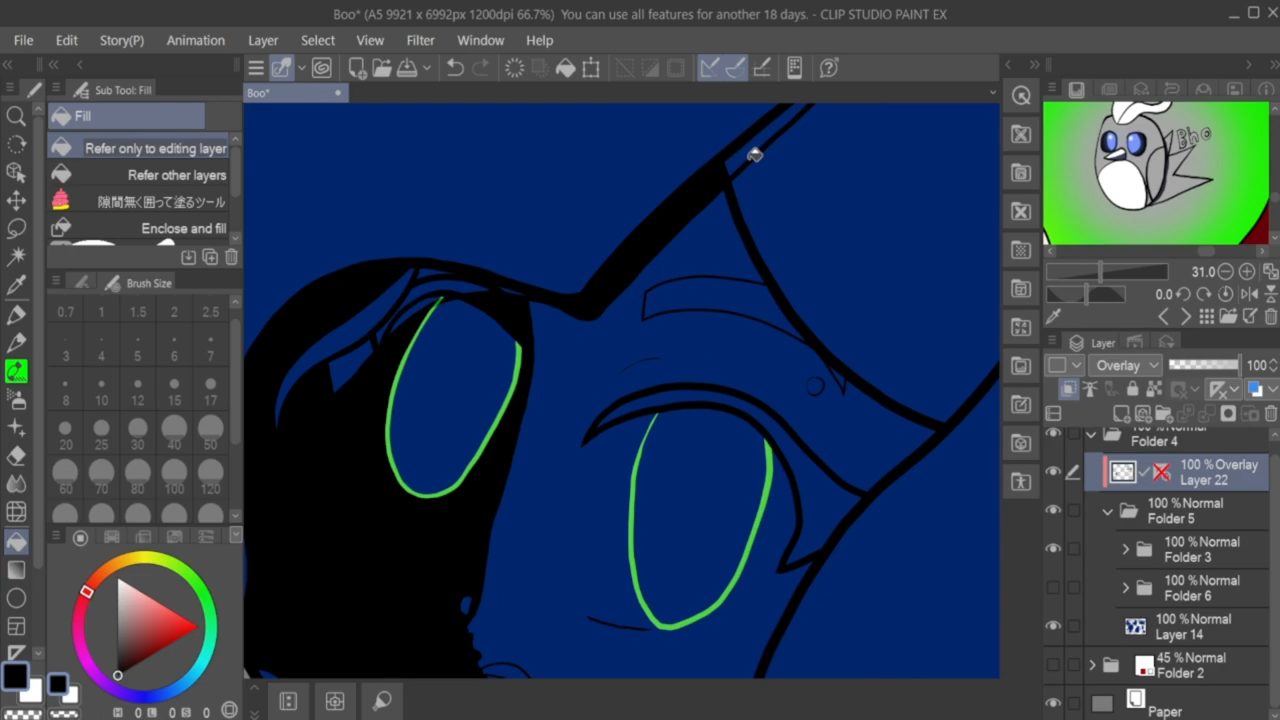 Boo* (A5 9921 x 6992px 1200dpi 66.7%) You can use all features for another 18 days. - CLIP STUDIO PAINT EX
File Edit Story(P) Animation Layer Select View Filter Window Help
Sub Tool: Fill
Boo*
Fill
Refer only to editing layer
Refer other layers
隙間無く囲って塗るツール
Enclose and fill
Brush Size
0.7 1 1.5 2 2.5
3 4 5 6 7
8 10 12 15 17
20 25 30 40 50
60 70 80 100 120
H 0 L 0 S 0
Bho
31.0
0.0
Layer
Overlay 100
100 %Normal
Folder 4
100 %Overlay
Layer 22
100 %Normal
Folder 5
100 %Normal
Folder 3
100 %Normal
Folder 6
100 %Normal
Layer 14
45 %Normal
Folder 2
Paper